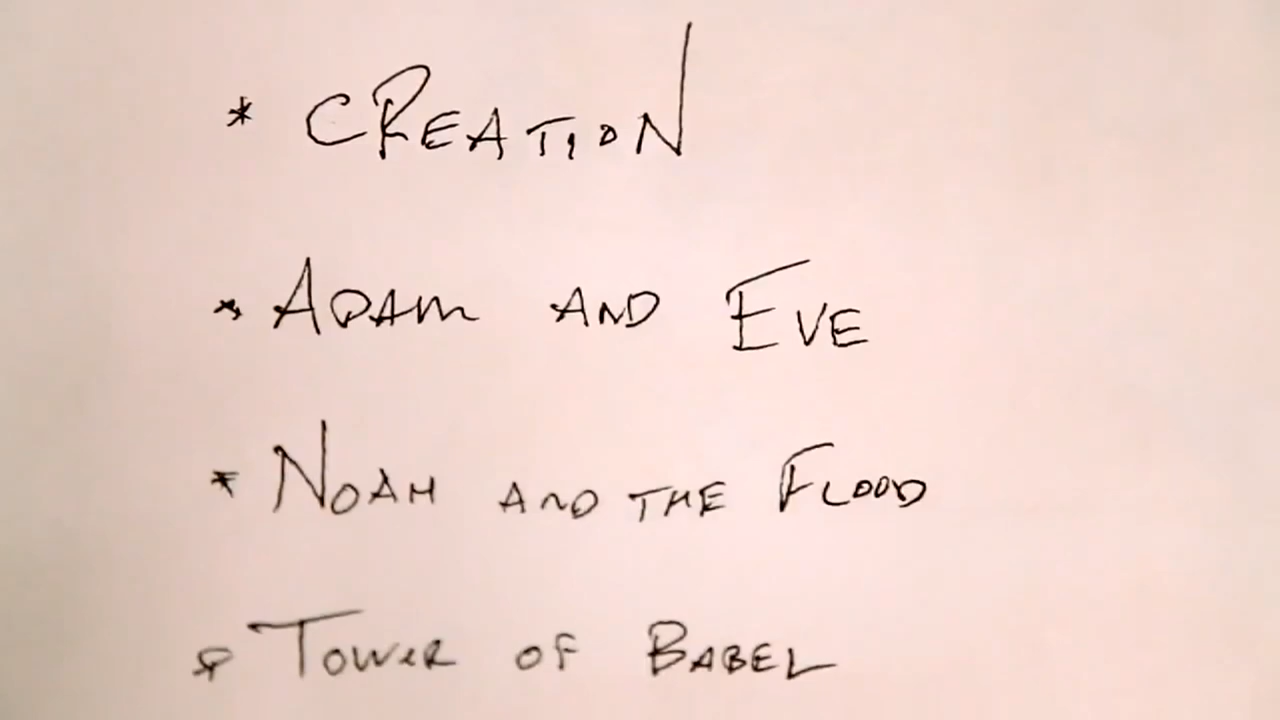 * CREATION
* ADAM AND EVE
* NOAH AND THE FLOOD
* TOWER OF BABEL